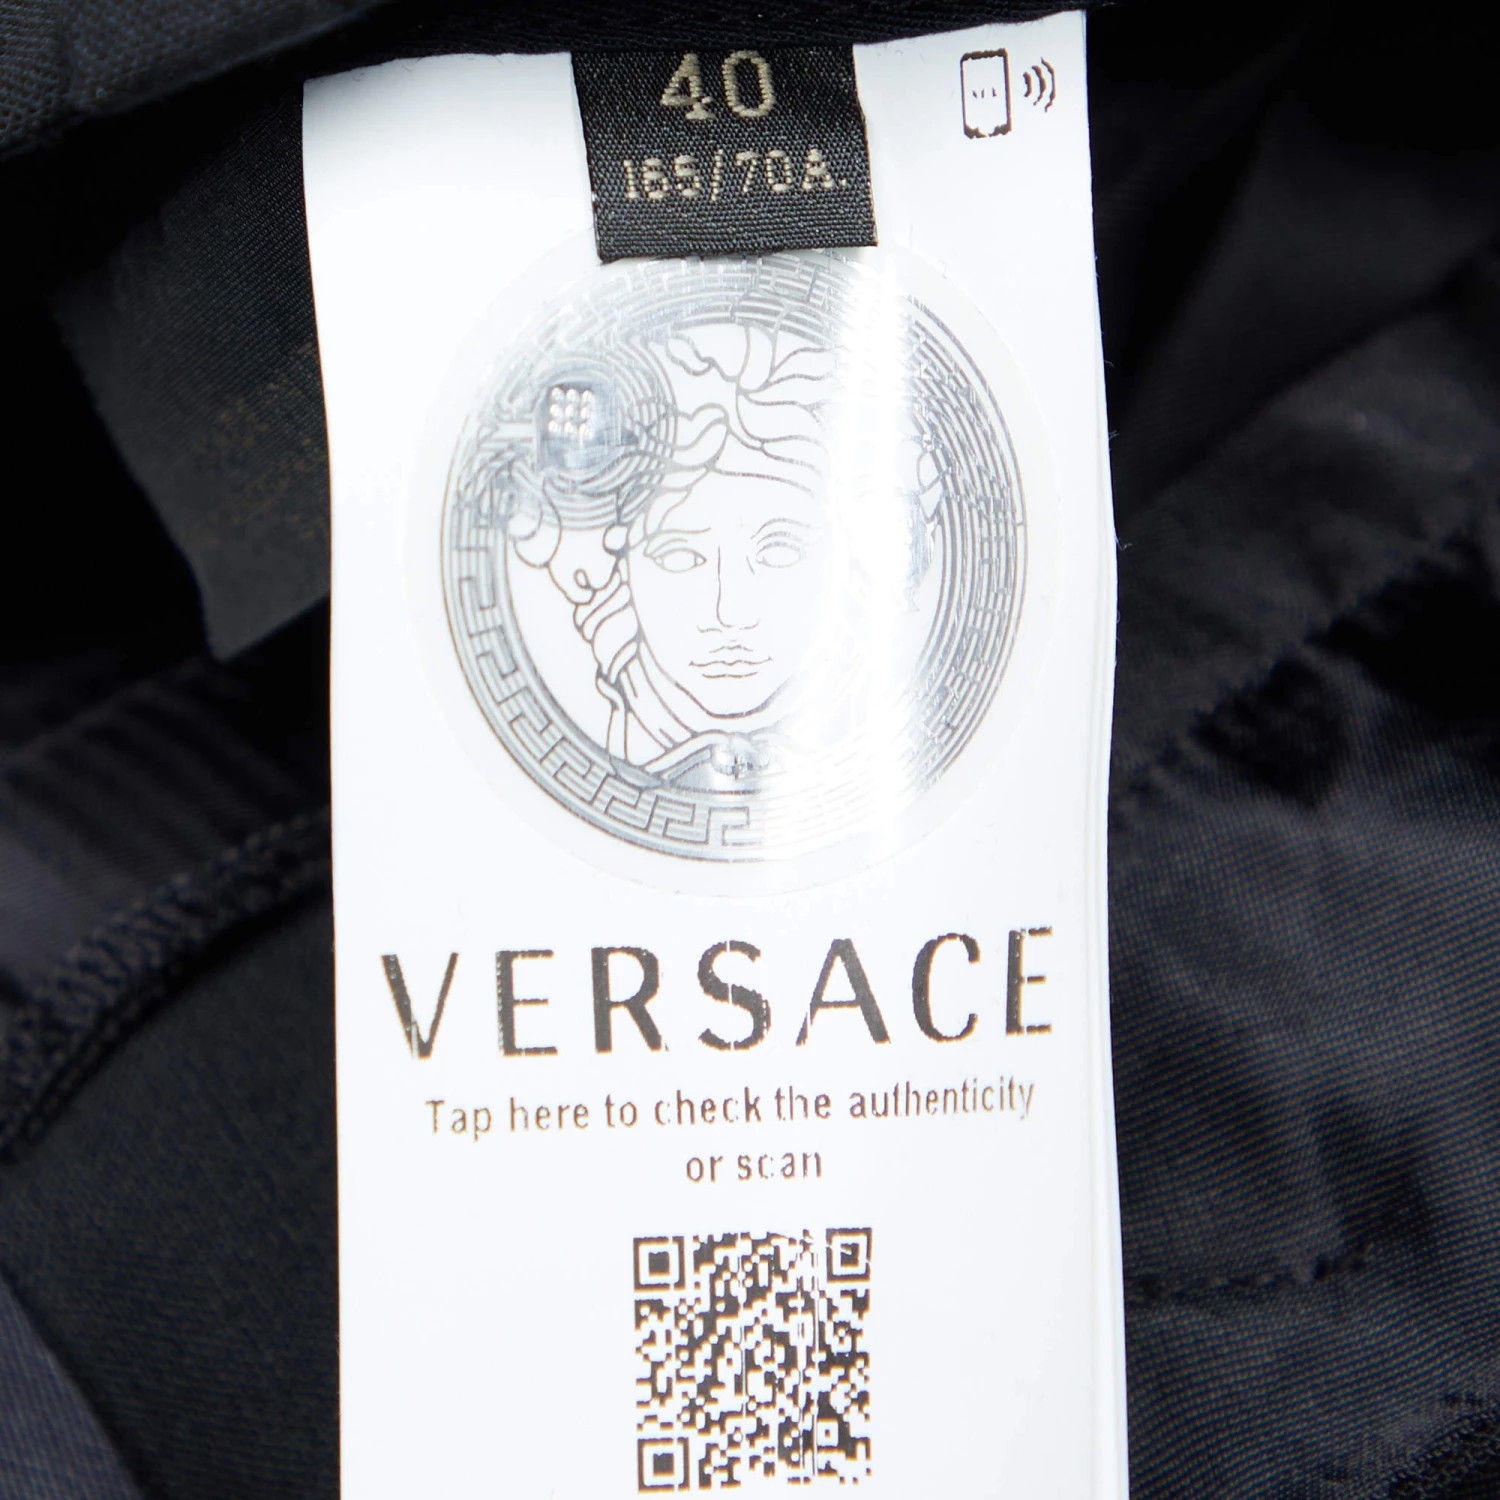 40
165/70A.
VERSACE
Tap here to check the authenticity
or scan